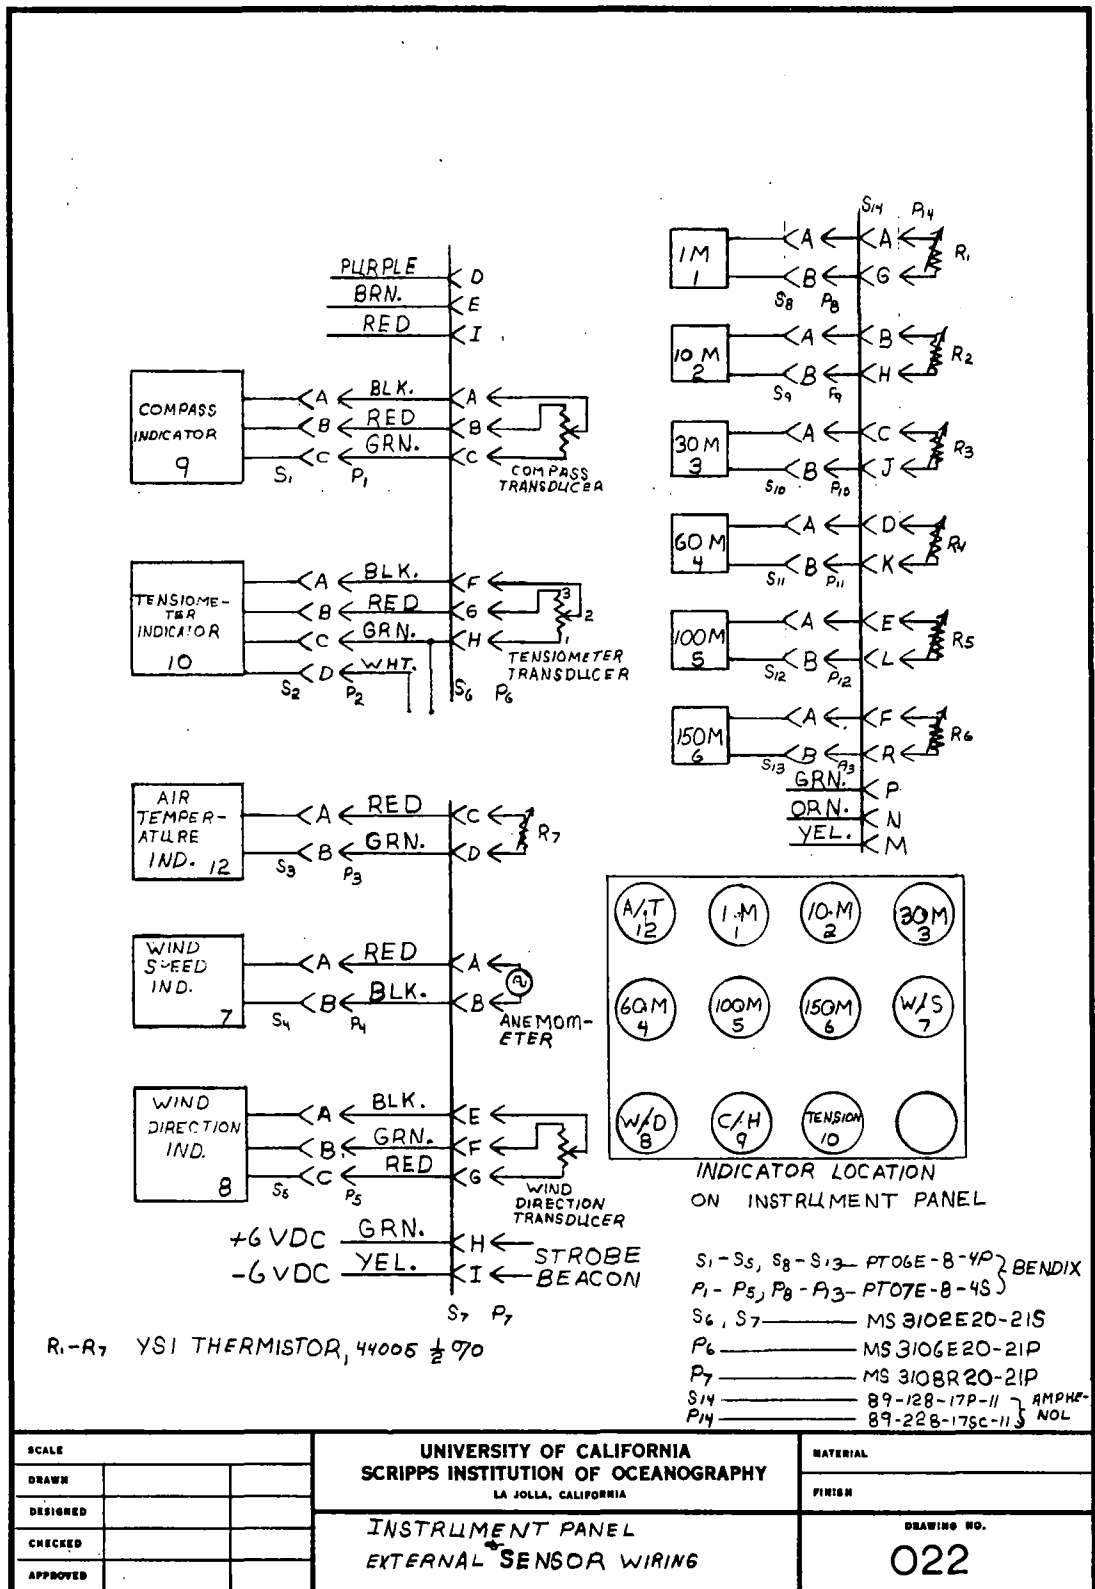 PURPLE D
BRN. E
RED I
COMPASS
INDICATOR
9
A BLK. A
B RED B
C GRN. C
S1 P1
COMPASS
TRANSDUCER
TENSIOME-
TER
INDICATOR
10
A BLK. F
B RED G
C GRN. H
D WHT.
S2 P2
S6 P6
3
2
1
TENSIOMETER
TRANSDUCER
AIR
TEMPER-
ATURE
IND. 12
A RED C
B GRN. D
S3 P3
R7
WIND
SPEED
IND.
7
A RED A
B BLK. B
S4 P4
ANEMOM-
ETER
WIND
DIRECTION
IND.
8
A BLK. E
B GRN. F
C RED G
S5 P5
WIND
DIRECTION
TRANSDUCER
+6 VDC GRN. H
-6 VDC YEL. I
STROBE
BEACON
S7 P7
R1-R7 YSI THERMISTOR, 44005 ½ %
S14 P14
1M
1
A A
B G
S8 P8
R1
10 M
2
A B
B H
S9 P9
R2
30M
3
A C
B J
S10 P10
R3
60 M
4
A D
B K
S11 P11
R4
100M
5
A E
B L
S12 P12
R5
150M
6
A F
B R
S13 P13
R6
GRN. P
ORN. N
YEL. M
A/T
12
1M
1
10M
2
30M
3
60M
4
100M
5
150M
6
W/S
7
W/D
8
C/H
9
TENSION
10
INDICATOR LOCATION
ON INSTRUMENT PANEL
S1-S5, S8-S13- PT06E-8-4P
P1-P5, P8-P13- PT07E-8-4S
BENDIX
S6, S7 MS 3102E20-21S
P6 MS 3106E20-21P
P7 MS 3108R20-21P
S14 89-128-17P-11
P14 89-228-17SC-11
AMPHE-
NOL
SCALE
DRAWN
DESIGNED
CHECKED
APPROVED
UNIVERSITY OF CALIFORNIA
SCRIPPS INSTITUTION OF OCEANOGRAPHY
LA JOLLA, CALIFORNIA
INSTRUMENT PANEL
&
EXTERNAL SENSOR WIRING
MATERIAL
FINISH
DRAWING NO.
022